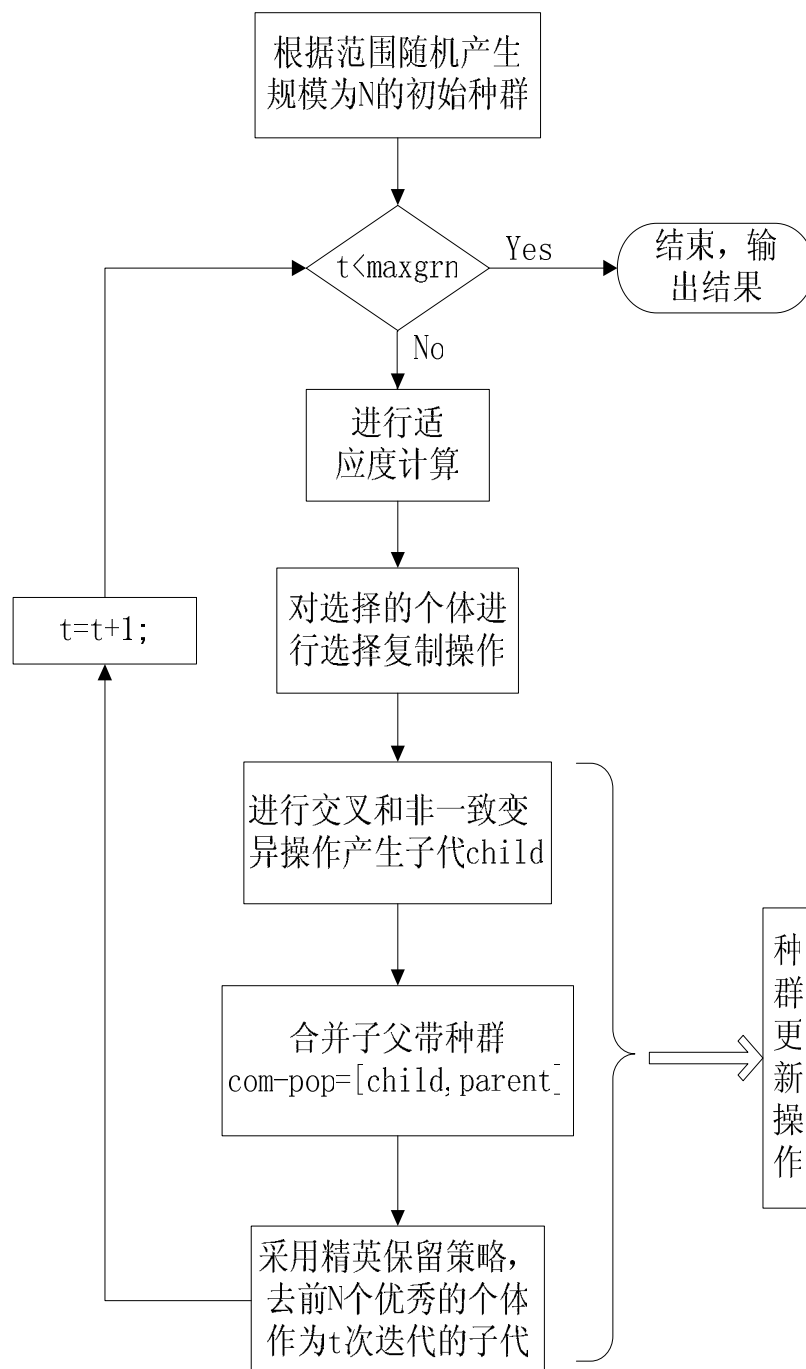 根据范围随机产生
规模为N的初始种群
t<maxgrn
Yes
结束，输
出结果
No
进行适
应度计算
对选择的个体进
行选择复制操作
t=t+1;
进行交叉和非一致变
异操作产生子代child
合并子父带种群
com-pop=[child,parent]
种
群
更
新
操
作
采用精英保留策略，
去前N个优秀的个体
作为t次迭代的子代